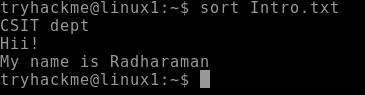 tryhackme@linux1:~$ sort Intro.txt
CSIT dept
Hii!
My name is Radharaman
tryhackme@linux1:~$